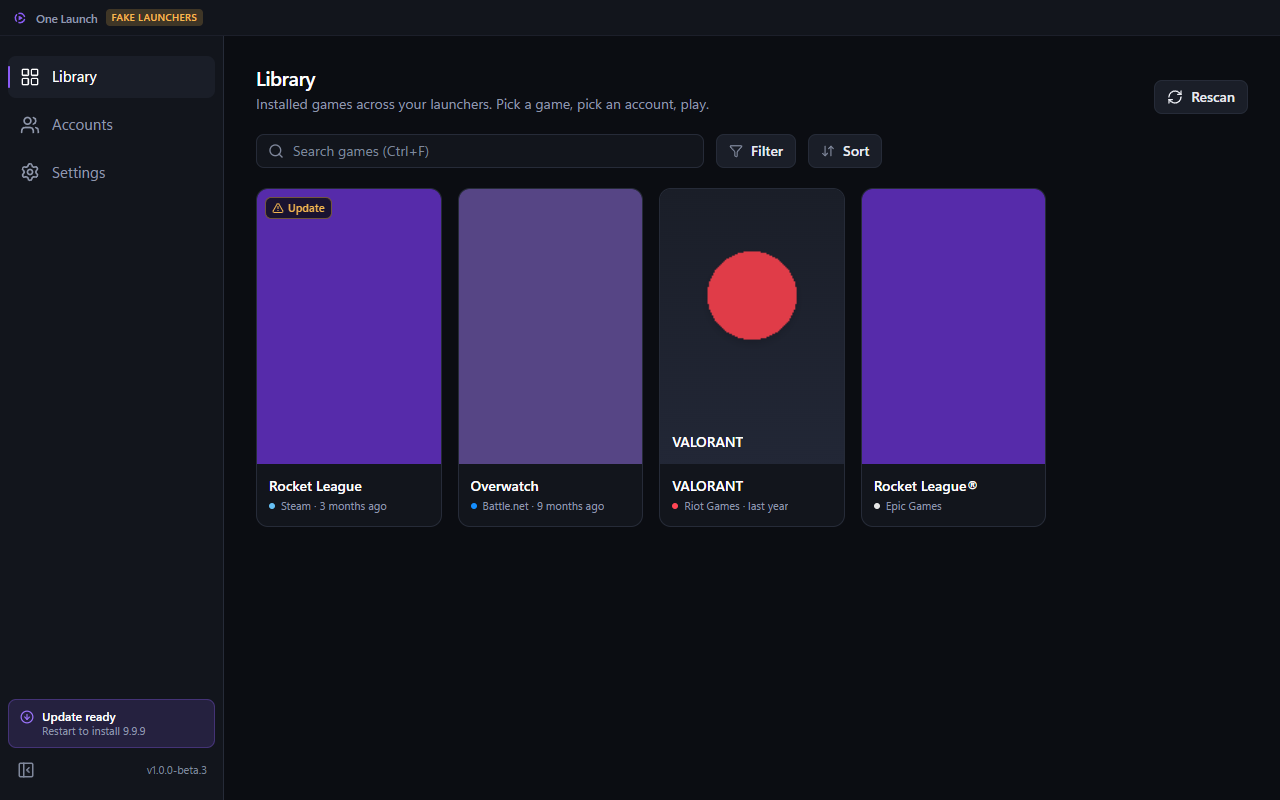 One Launch FAKE LAUNCHERS
Library
Accounts
Settings
Library
Installed games across your launchers. Pick a game, pick an account, play.
Rescan
Search games (Ctrl+F)
Filter
Sort
Update
Rocket League
Steam · 3 months ago
Overwatch
Battle.net · 9 months ago
VALORANT
VALORANT
Riot Games · last year
Rocket League®
Epic Games
Update ready
Restart to install 9.9.9
v1.0.0-beta.3